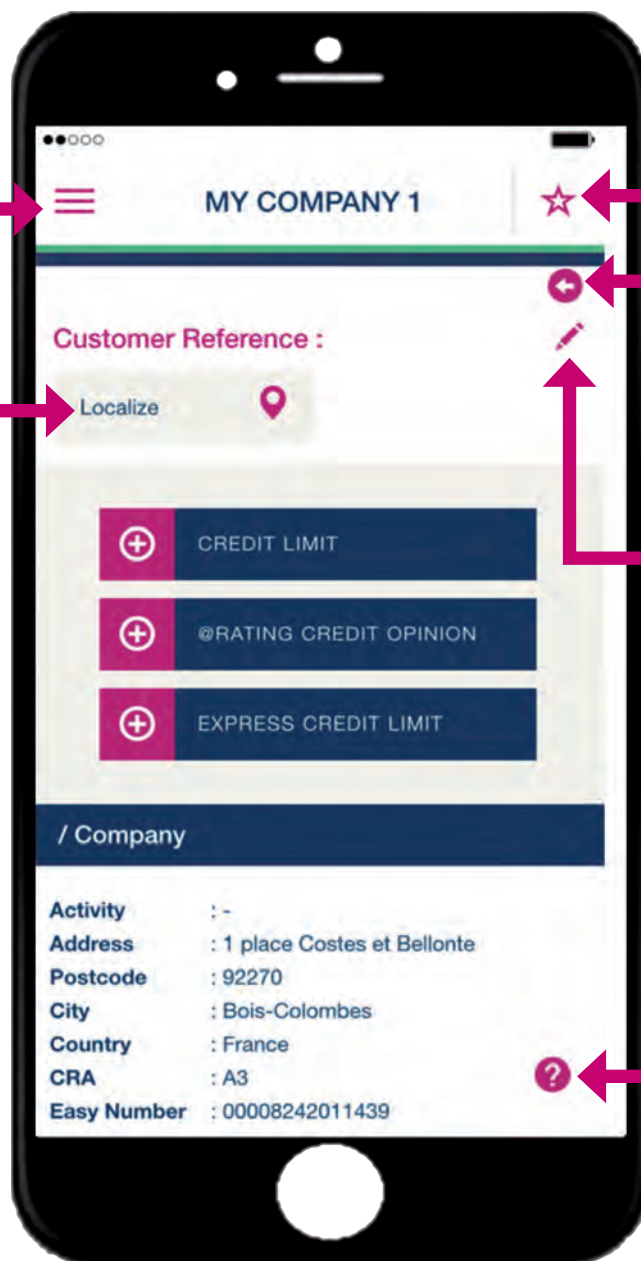 MY COMPANY 1
Customer Reference :
Localize
CREDIT LIMIT
@RATING CREDIT OPINION
EXPRESS CREDIT LIMIT
/ Company
Activity : -
Address : 1 place Costes et Bellonte
Postcode : 92270
City : Bois-Colombes
Country : France
CRA : A3
?
Easy Number : 00008242011439